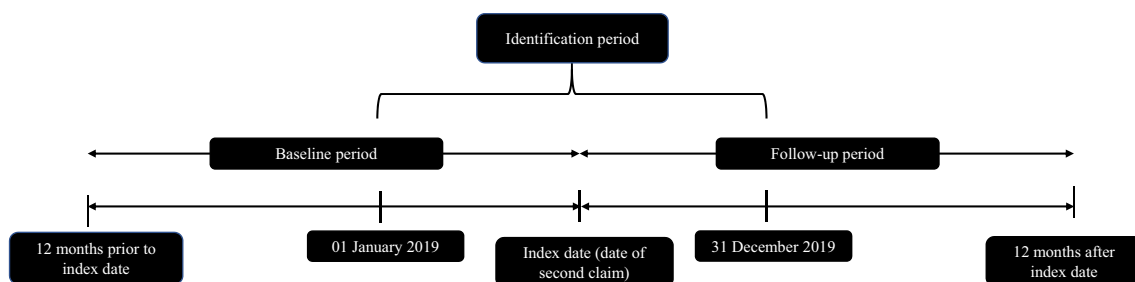 Identification period
Baseline period
Follow-up period
12 months prior to
index date
01 January 2019
Index date (date of
second claim)
31 December 2019
12 months after
index date